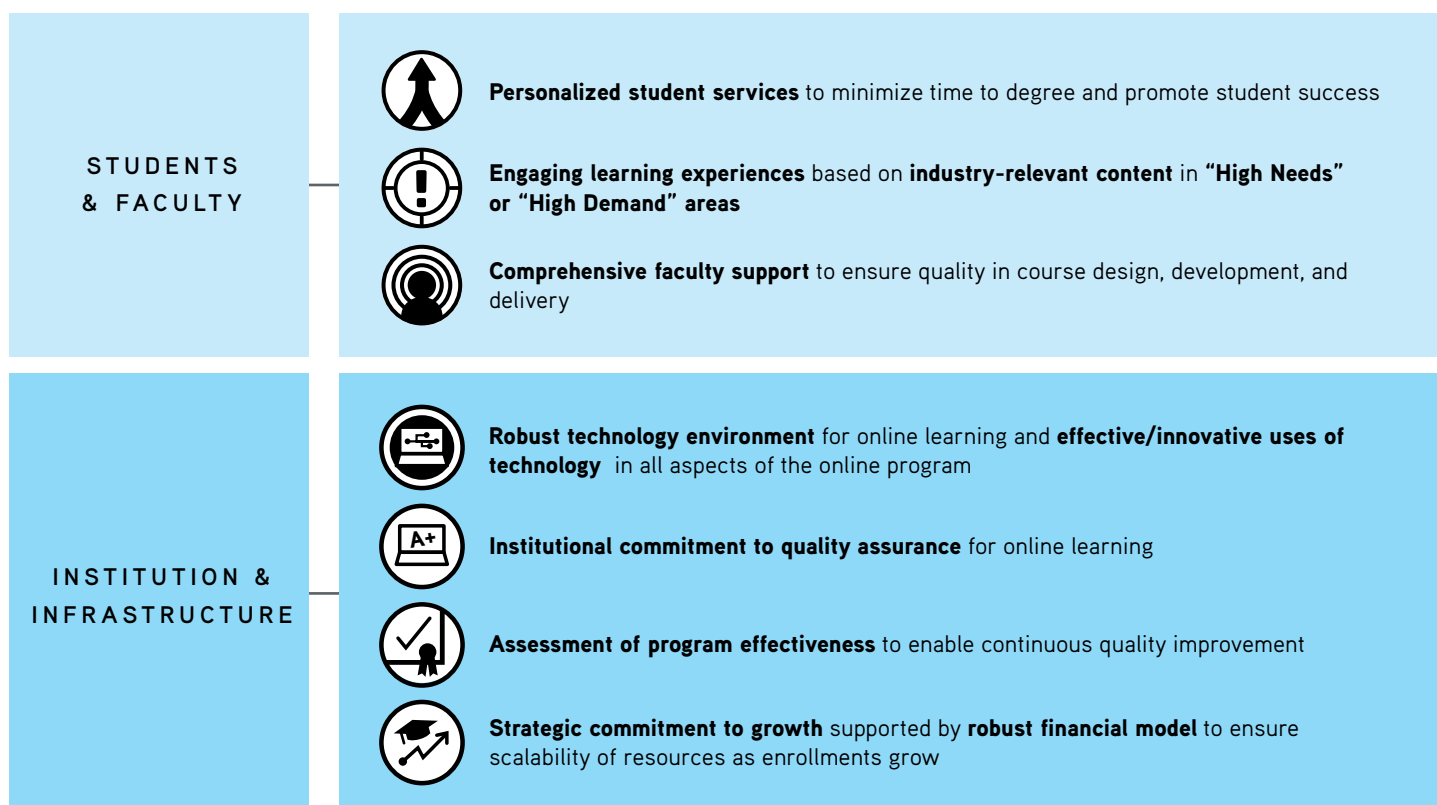 STUDENTS
& FACULTY
Personalized student services to minimize time to degree and promote student success
Engaging learning experiences based on industry-relevant content in “High Needs”
or “High Demand” areas
Comprehensive faculty support to ensure quality in course design, development, and
delivery
INSTITUTION &
INFRASTRUCTURE
Robust technology environment for online learning and effective/innovative uses of
technology in all aspects of the online program
A+
Institutional commitment to quality assurance for online learning
Assessment of program effectiveness to enable continuous quality improvement
Strategic commitment to growth supported by robust financial model to ensure
scalability of resources as enrollments grow